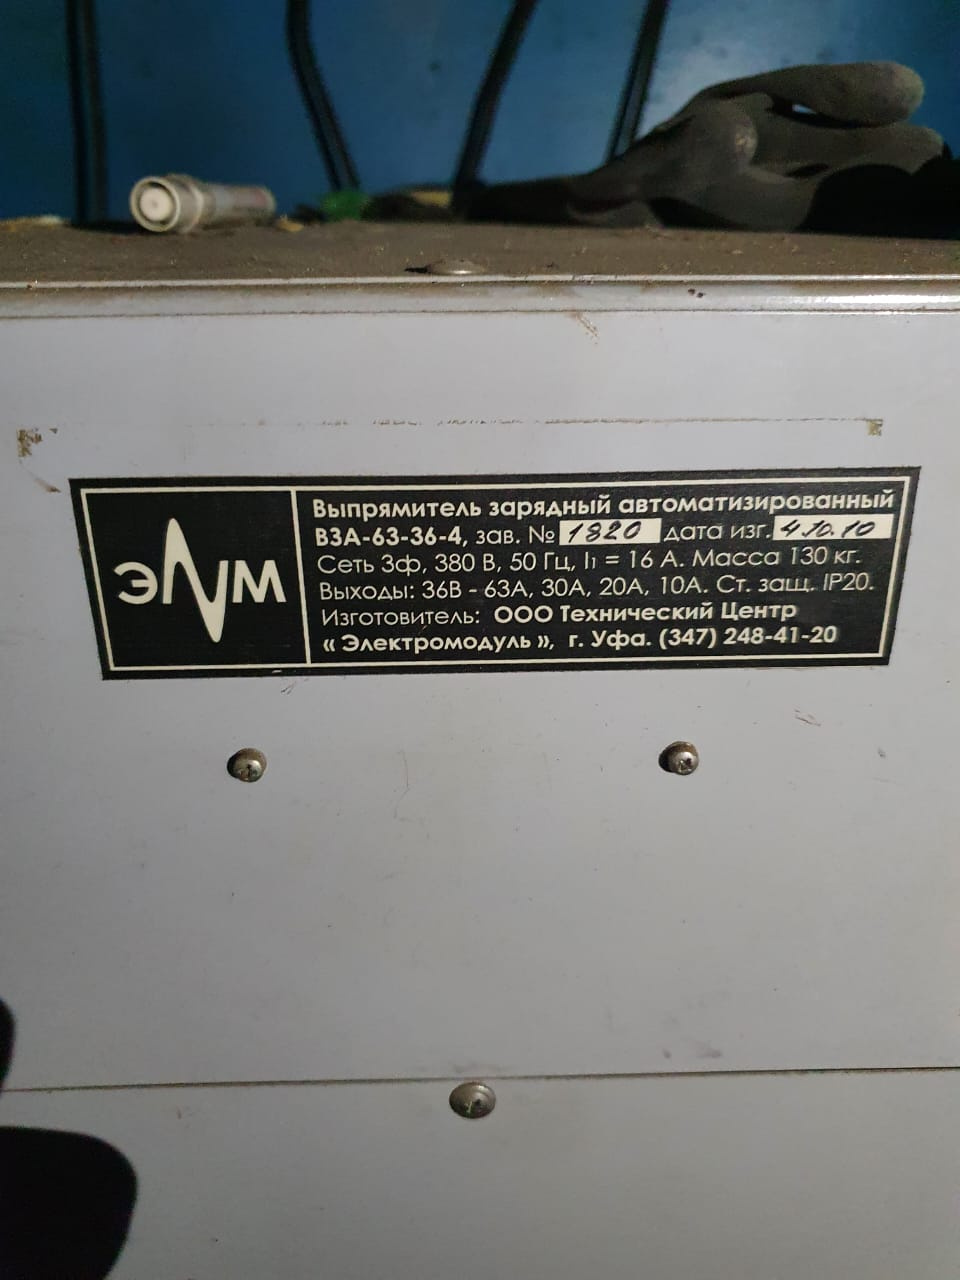 ЭЛМ
Выпрямитель зарядный автоматизированный
ВЗА-63-36-4, зав. № 1820 дата изг. 4.10.10
Сеть 3ф, 380 В, 50 Гц, I₁ = 16 А. Масса 130 кг.
Выходы: 36В - 63А, 30А, 20А, 10А. Ст. защ. IP20.
Изготовитель: ООО Технический Центр
« Электромодуль », г. Уфа. (347) 248-41-20